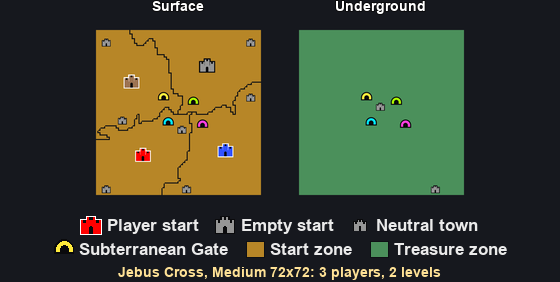 Surface Underground
Player start Empty start Neutral town
Subterranean Gate Start zone Treasure zone
Jebus Cross, Medium 72x72: 3 players, 2 levels